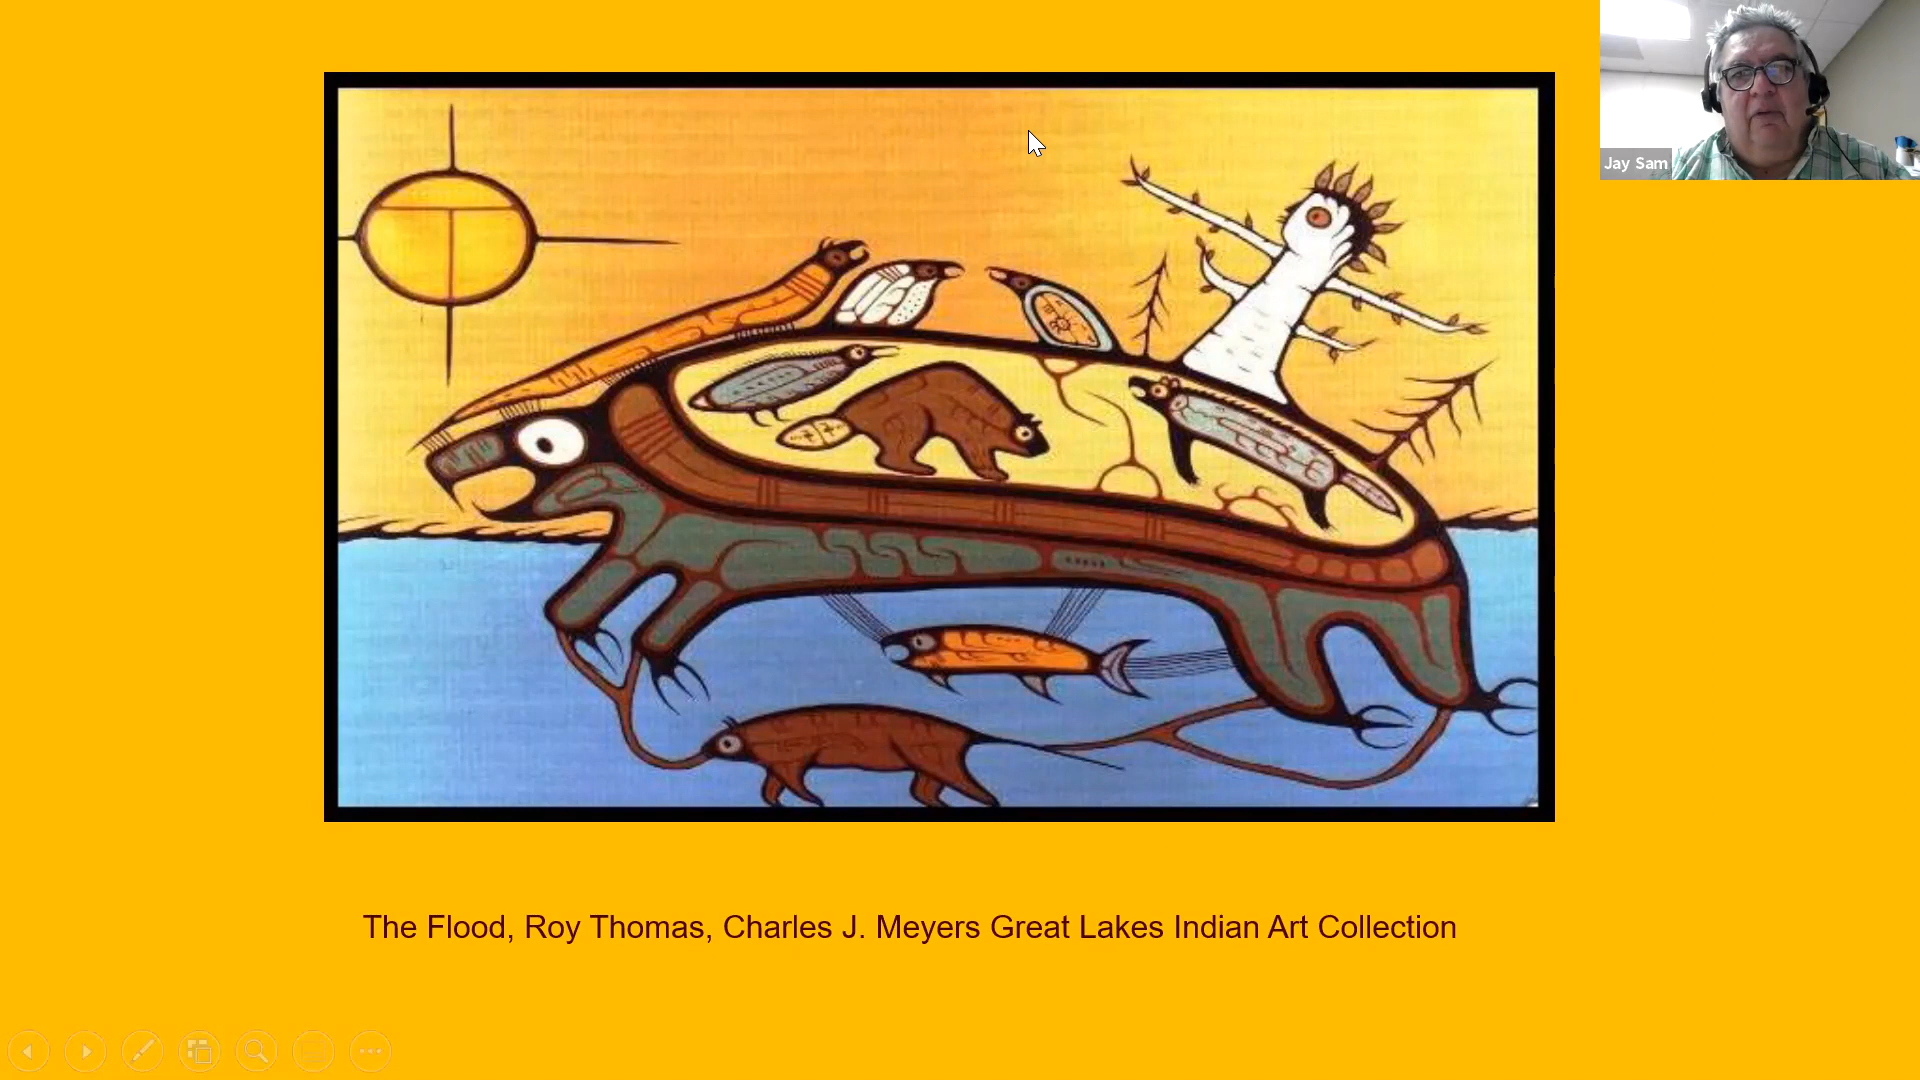 Jay Sam
The Flood, Roy Thomas, Charles J. Meyers Great Lakes Indian Art Collection